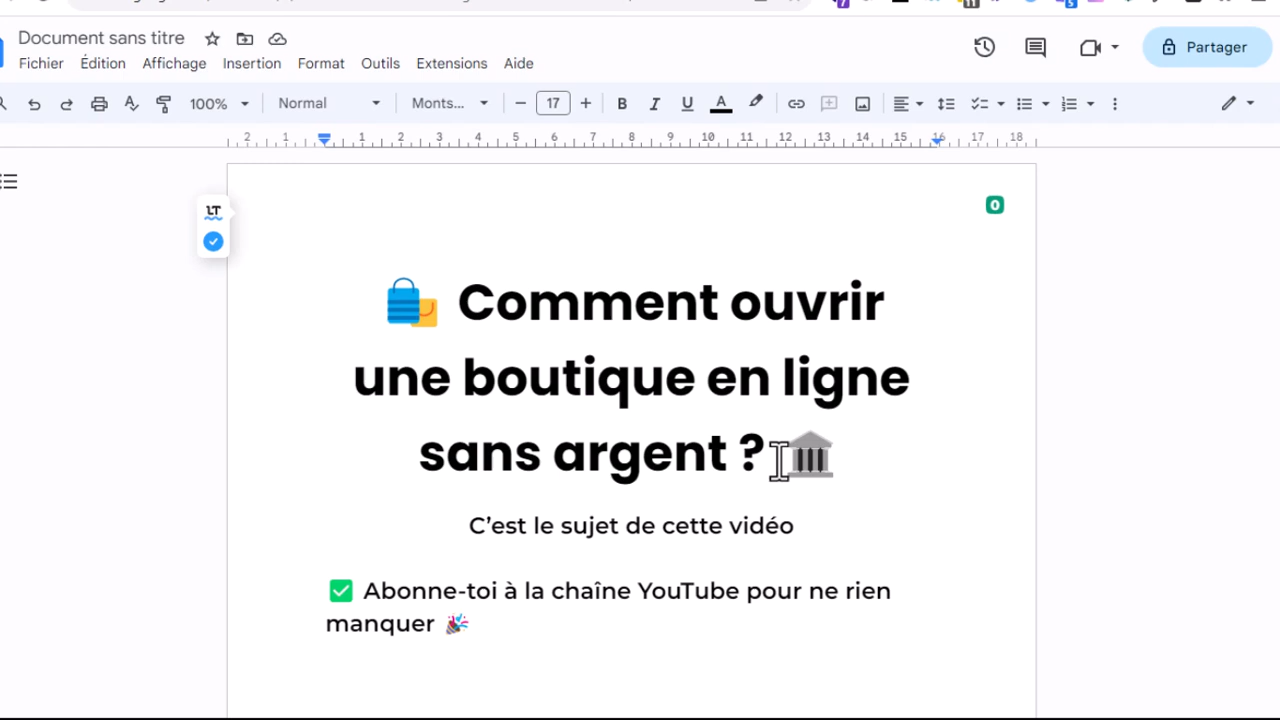 Document sans titre
Partager
Fichier Édition Affichage Insertion Format Outils Extensions Aide
100% Normal Monts... 17 B I U A
2 1 1 2 3 4 5 6 7 8 9 10 11 12 13 14 15 16 17 18
LT
0
🛍️ Comment ouvrir
une boutique en ligne
sans argent ? 🏛️
C'est le sujet de cette vidéo
✅ Abonne-toi à la chaîne YouTube pour ne rien
manquer 🎉